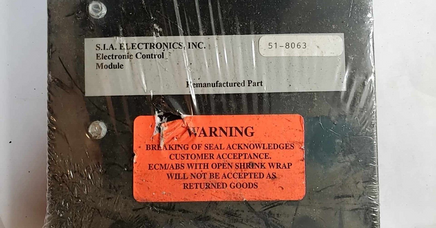 S.I.A. ELECTRONICS, INC.
51-8063
Electronic Control
Module
Remanufactured Part
WARNING
BREAKING OF SEAL ACKNOWLEDGES
CUSTOMER ACCEPTANCE.
ECM/ABS WITH OPEN SHRINK WRAP
WILL NOT BE ACCEPTED AS
RETURNED GOODS